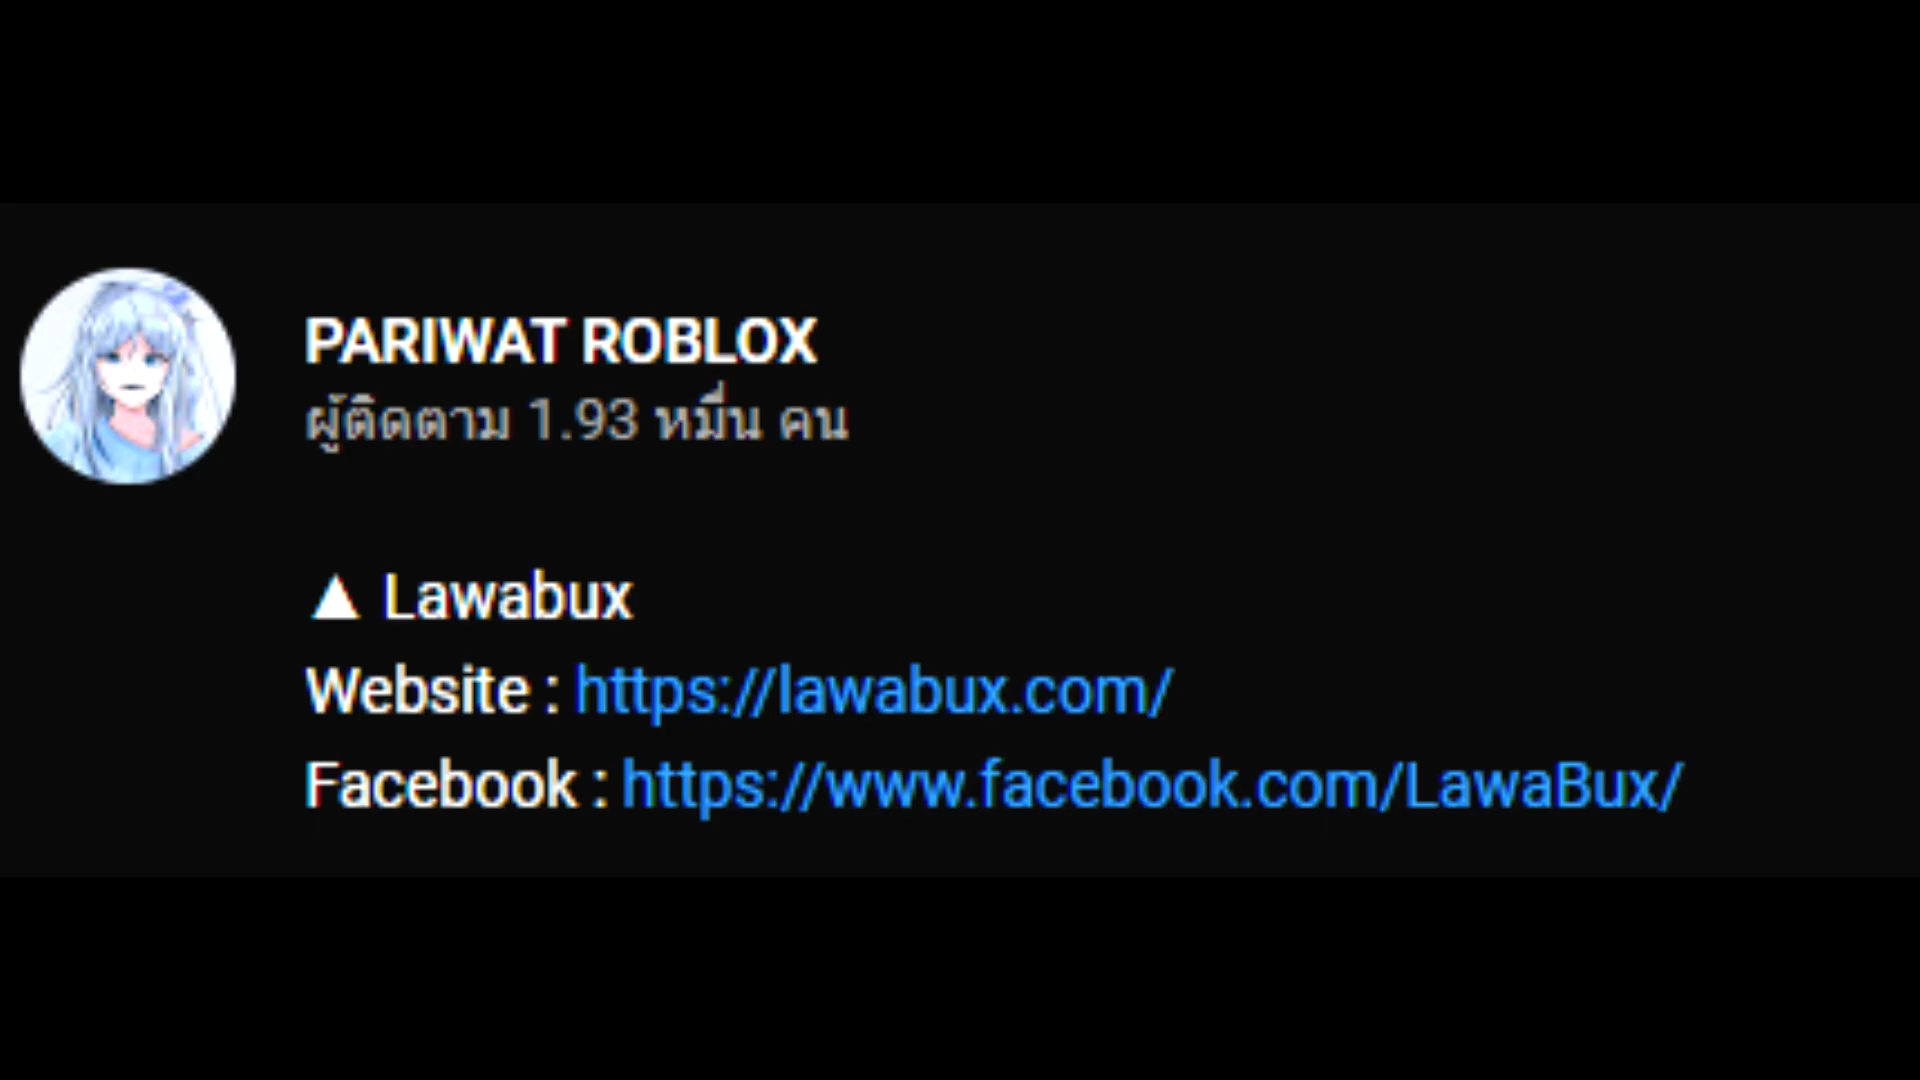 PARIWAT ROBLOX
ผู้ติดตาม 1.93 หมื่น คน
▲ Lawabux
Website : https://lawabux.com/
Facebook : https://www.facebook.com/LawaBux/